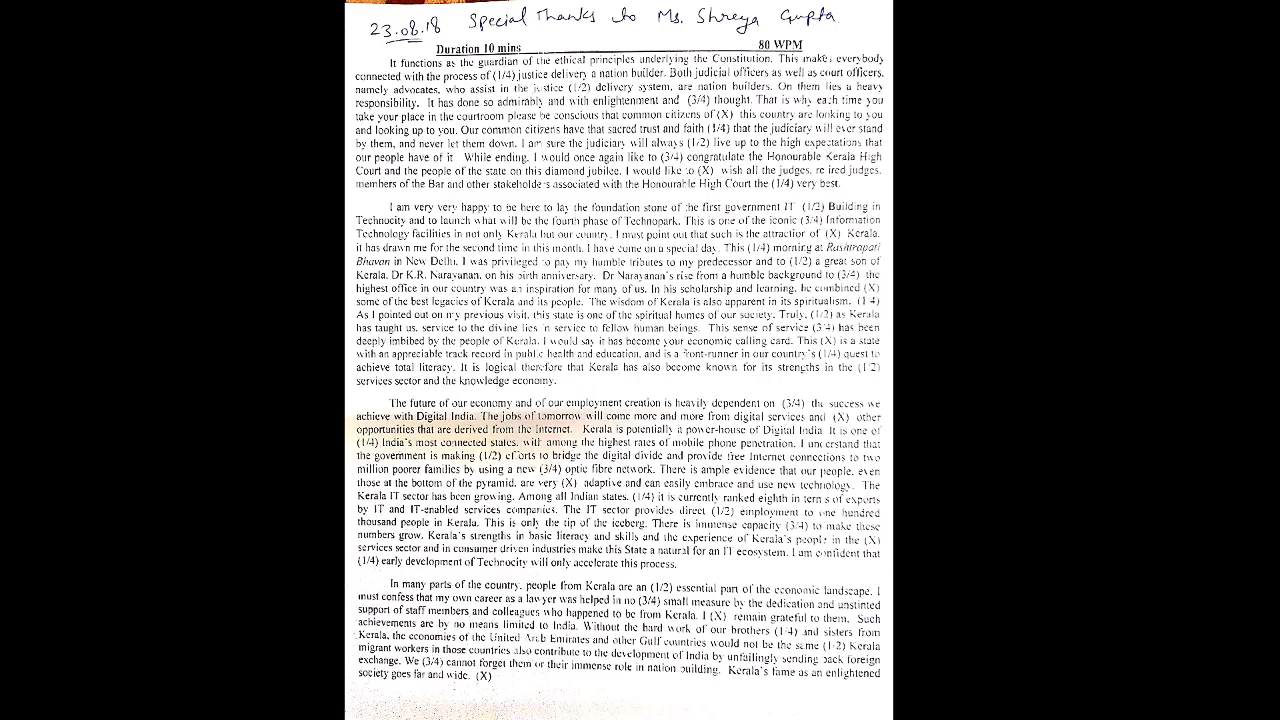 23.08.18 Special Thanks to Ms. Shreya Gupta
Duration 10 mins 80 WPM
It functions as the guardian of the ethical principles underlying the Constitution. This makes everybody
connected with the process of (1/4) justice delivery a nation builder. Both judicial officers as well as court officers,
namely advocates, who assist in the justice (1/2) delivery system, are nation builders. On them lies a heavy
responsibility. It has done so admirably and with enlightenment and (3/4) thought. That is why each time you
take your place in the courtroom please be conscious that common citizens of (X) this country are looking to you
and looking up to you. Our common citizens have that sacred trust and faith (1/4) that the judiciary will ever stand
by them, and never let them down. I am sure the judiciary will always (1/2) live up to the high expectations that
our people have of it While ending, I would once again like to (3/4) congratulate the Honourable Kerala High
Court and the people of the state on this diamond jubilee. I would like to (X) wish all the judges, retired judges,
members of the Bar and other stakeholders associated with the Honourable High Court the (1/4) very best.
I am very very happy to be here to lay the foundation stone of the first government IT (1/2) Building in
Technocity and to launch what will be the fourth phase of Technopark. This is one of the iconic (3/4) Information
Technology facilities in not only Kerala but our country. I must point out that such is the attraction of (X) Kerala,
it has drawn me for the second time in this month. I have come on a special day. This (1/4) morning at Rashtrapati
Bhavan in New Delhi, I was privileged to pay my humble tributes to my predecessor and to (1/2) a great son of
Kerala, Dr K.R. Narayanan, on his birth anniversary. Dr Narayanan's rise from a humble background to (3/4) the
highest office in our country was an inspiration for many of us. In his scholarship and learning, he combined (X)
some of the best legacies of Kerala and its people. The wisdom of Kerala is also apparent in its spiritualism. (1/4)
As I pointed out on my previous visit, this state is one of the spiritual homes of our society. Truly, (1/2) as Kerala
has taught us, service to the divine lies in service to fellow human beings. This sense of service (3/4) has been
deeply imbibed by the people of Kerala. I would say it has become your economic calling card. This (X) is a state
with an appreciable track record in public health and education, and is a front-runner in our country's (1/4) quest to
achieve total literacy. It is logical therefore that Kerala has also become known for its strengths in the (1/2)
services sector and the knowledge economy.
The future of our economy and of our employment creation is heavily dependent on (3/4) the success we
achieve with Digital India. The jobs of tomorrow will come more and more from digital services and (X) other
opportunities that are derived from the Internet. Kerala is potentially a power-house of Digital India. It is one of
(1/4) India's most connected states, with among the highest rates of mobile phone penetration. I understand that
the government is making (1/2) efforts to bridge the digital divide and provide free Internet connections to two
million poorer families by using a new (3/4) optic fibre network. There is ample evidence that our people, even
those at the bottom of the pyramid, are very (X) adaptive and can easily embrace and use new technology. The
Kerala IT sector has been growing. Among all Indian states, (1/4) it is currently ranked eighth in terms of exports
by IT and IT-enabled services companies. The IT sector provides direct (1/2) employment to one hundred
thousand people in Kerala. This is only the tip of the iceberg. There is immense capacity (3/4) to make these
numbers grow. Kerala's strengths in basic literacy and skills and the experience of Kerala's people in the (X)
services sector and in consumer driven industries make this State a natural for an IT ecosystem. I am confident that
(1/4) early development of Technocity will only accelerate this process.
In many parts of the country, people from Kerala are an (1/2) essential part of the economic landscape. I
must confess that my own career as a lawyer was helped in no (3/4) small measure by the dedication and unstinted
support of staff members and colleagues who happened to be from Kerala. I (X) remain grateful to them. Such
achievements are by no means limited to India. Without the hard work of our brothers (1/4) and sisters from
Kerala, the economies of the United Arab Emirates and other Gulf countries would not be the same (1/2) Kerala
migrant workers in those countries also contribute to the development of India by unfailingly sending back foreign
exchange. We (3/4) cannot forget them or their immense role in nation building. Kerala's fame as an enlightened
society goes far and wide. (X)